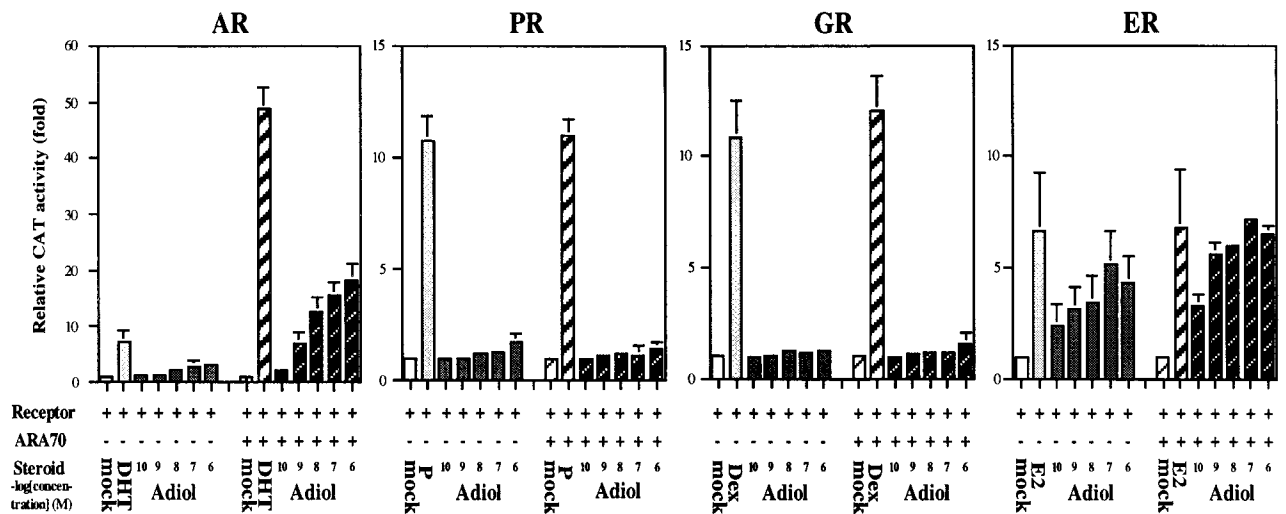 AR PR GR ER
Relative CAT activity (fold)
60 50 40 30 20 10 0
15 10 5 0
15 10 5 0
15 10 5 0
Receptor + + + + + + + + + + + + + + + + + + + + + + + + + + + + + + + + + + + + + + + + + + + + + + + + + + + + + + + +
ARA70 - - - - - - - + + + + + + + - - - - - - - + + + + + + + - - - - - - - + + + + + + + - - - - - - - + + + + + + +
Steroid mock DHT 10 9 8 7 6 mock DHT 10 9 8 7 6 mock P 10 9 8 7 6 mock P 10 9 8 7 6 mock Dex 10 9 8 7 6 mock Dex 10 9 8 7 6 mock E2 10 9 8 7 6 mock E2 10 9 8 7 6
-log[concen-
tration] (M) Adiol Adiol Adiol Adiol Adiol Adiol Adiol Adiol